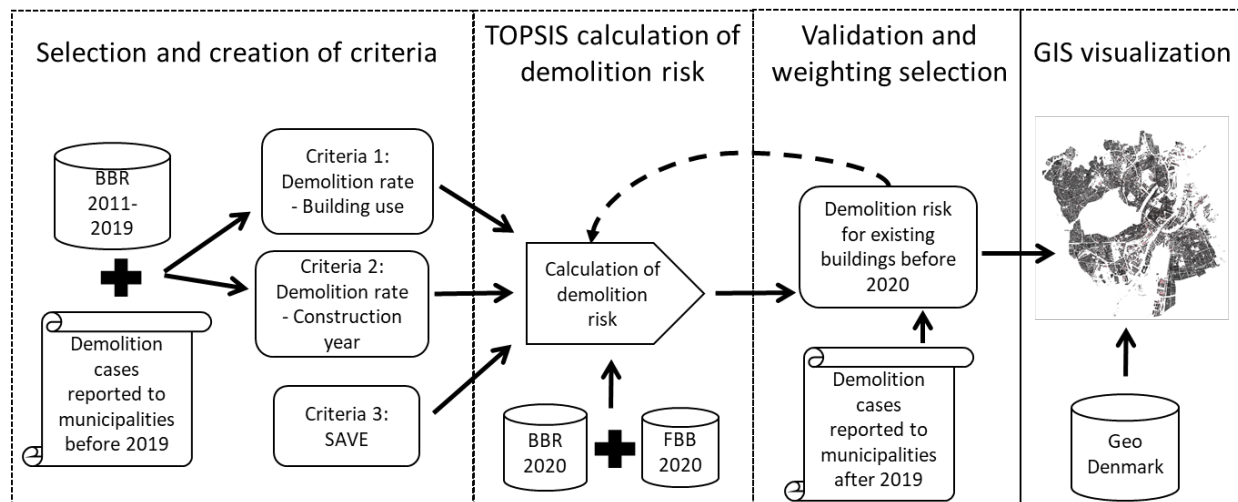 Selection and creation of criteria
TOPSIS calculation of
demolition risk
Validation and
weighting selection
GIS visualization
BBR
2011-
2019
Demolition
cases
reported to
municipalities
before 2019
Criteria 1:
Demolition rate
- Building use
Criteria 2:
Demolition rate
- Construction
year
Criteria 3:
SAVE
Calculation of
demolition
risk
BBR
2020
FBB
2020
Demolition risk
for existing
buildings before
2020
Demolition
cases
reported to
municipalities
after 2019
Geo
Denmark